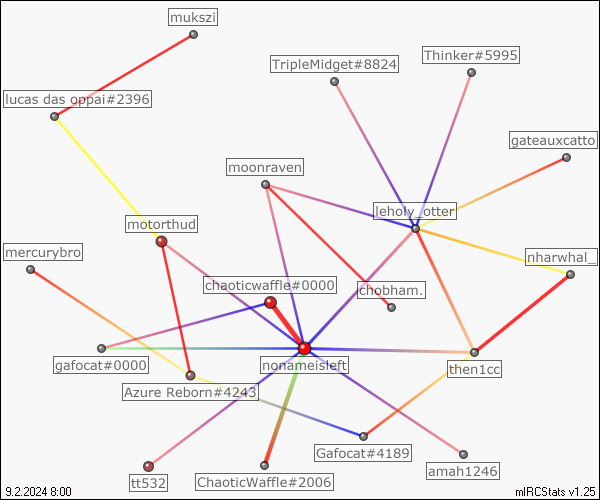 mukszi
TripleMidget#8824
Thinker#5995
lucas das oppai#2396
gateauxcatto
moonraven
leholy_otter
motorthud
mercurybro
nharwhal_
chaoticwaffle#0000
chobham.
gafocat#0000
nonameisleft
then1cc
Azure Reborn#4243
Gafocat#4189
amah1246
tt532
ChaoticWaffle#2006
9.2.2024 8:00
mIRCStats v1.25